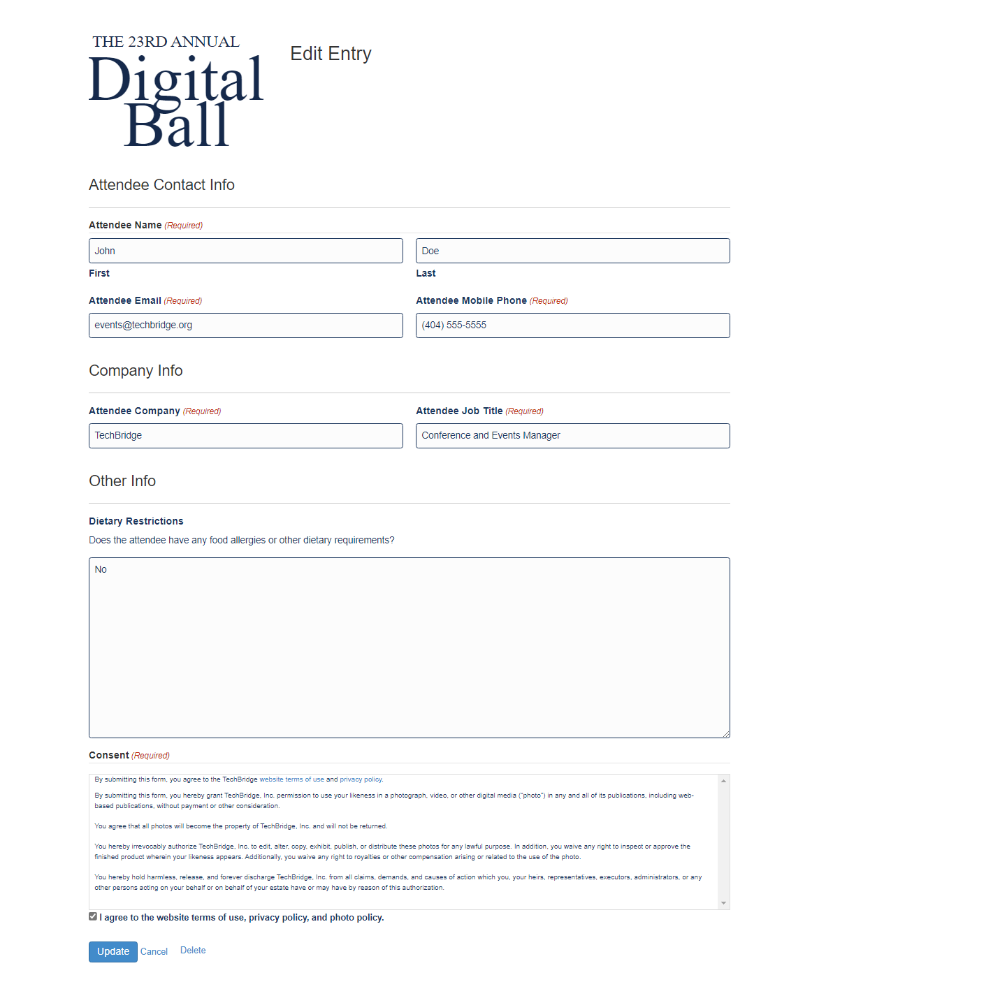 THE 23RD ANNUAL
Digital
Ball
Edit Entry
Attendee Contact Info
Attendee Name (Required)
John
Doe
First
Last
Attendee Email (Required)
Attendee Mobile Phone (Required)
events@techbridge.org
(404) 555-5555
Company Info
Attendee Company (Required)
Attendee Job Title (Required)
TechBridge
Conference and Events Manager
Other Info
Dietary Restrictions
Does the attendee have any food allergies or other dietary requirements?
No
Consent (Required)
By submitting this form, you agree to the TechBridge website terms of use and privacy policy.
By submitting this form, you hereby grant TechBridge, Inc. permission to use your likeness in a photograph, video, or other digital media (“photo”) in any and all of its publications, including web-
based publications, without payment or other consideration.
You agree that all photos will become the property of TechBridge, Inc. and will not be returned.
You hereby irrevocably authorize TechBridge, Inc. to edit, alter, copy, exhibit, publish, or distribute these photos for any lawful purpose. In addition, you waive any right to inspect or approve the
finished product wherein your likeness appears. Additionally, you waive any right to royalties or other compensation arising or related to the use of the photo.
You hereby hold harmless, release, and forever discharge TechBridge, Inc. from all claims, demands, and causes of action which you, your heirs, representatives, executors, administrators, or any
other persons acting on your behalf or on behalf of your estate have or may have by reason of this authorization.
I agree to the website terms of use, privacy policy, and photo policy.
Update Cancel Delete